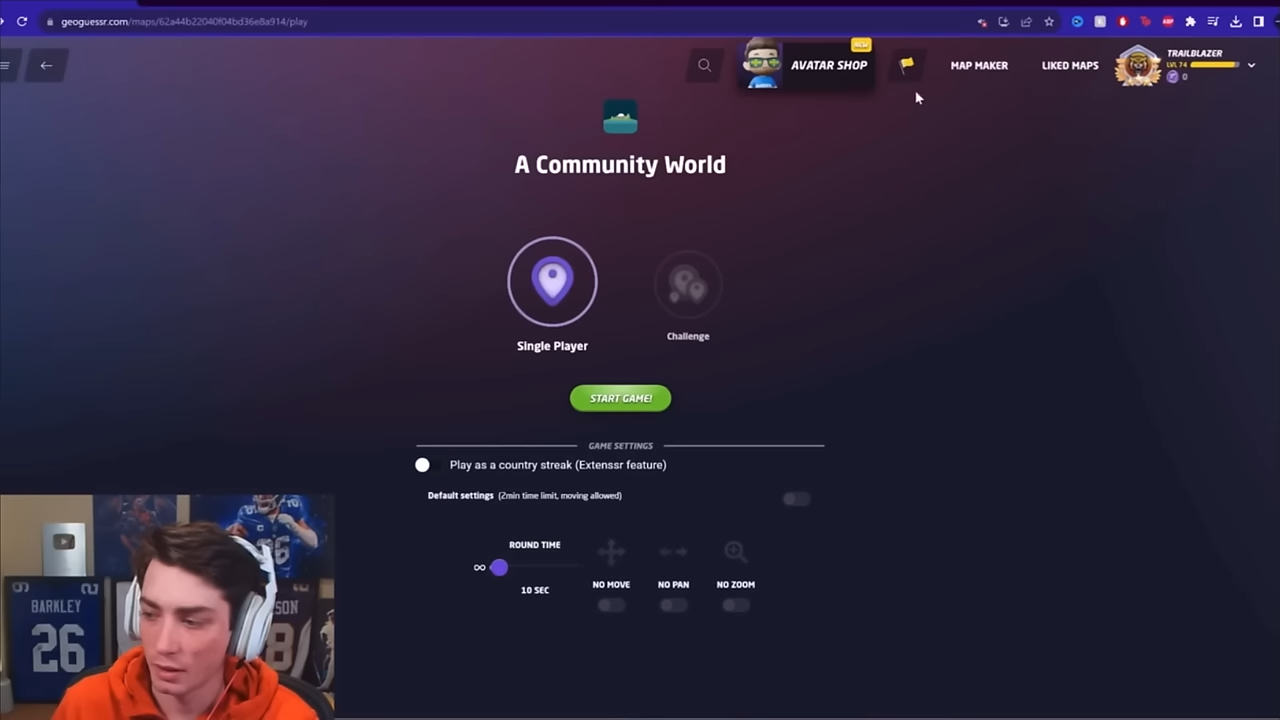 geoguessr.com/maps/62a44b22040f04bd36e8a914/play
NEW
AVATAR SHOP
MAP MAKER
LIKED MAPS
TRAILBLAZER
LVL 74
0
A Community World
Single Player
Challenge
START GAME!
GAME SETTINGS
Play as a country streak (Extenssr feature)
Default settings (2min time limit, moving allowed)
ROUND TIME
∞
10 SEC
NO MOVE
NO PAN
NO ZOOM
BARKLEY
26
SON
8